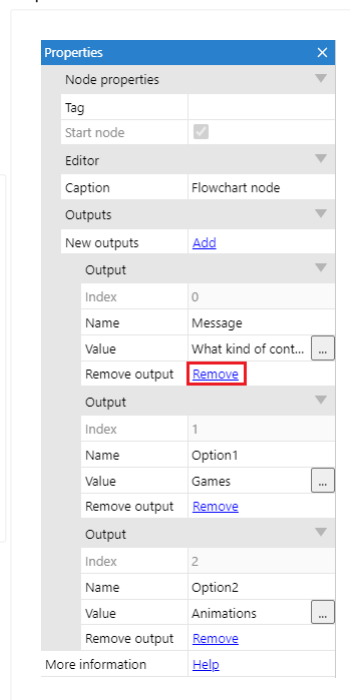 Properties
Node properties
Tag
Start node
Editor
Caption Flowchart node
Outputs
New outputs Add
Output
Index 0
Name Message
Value What kind of cont... ...
Remove output Remove
Output
Index 1
Name Option1
Value Games ...
Remove output Remove
Output
Index 2
Name Option2
Value Animations ...
Remove output Remove
More information Help